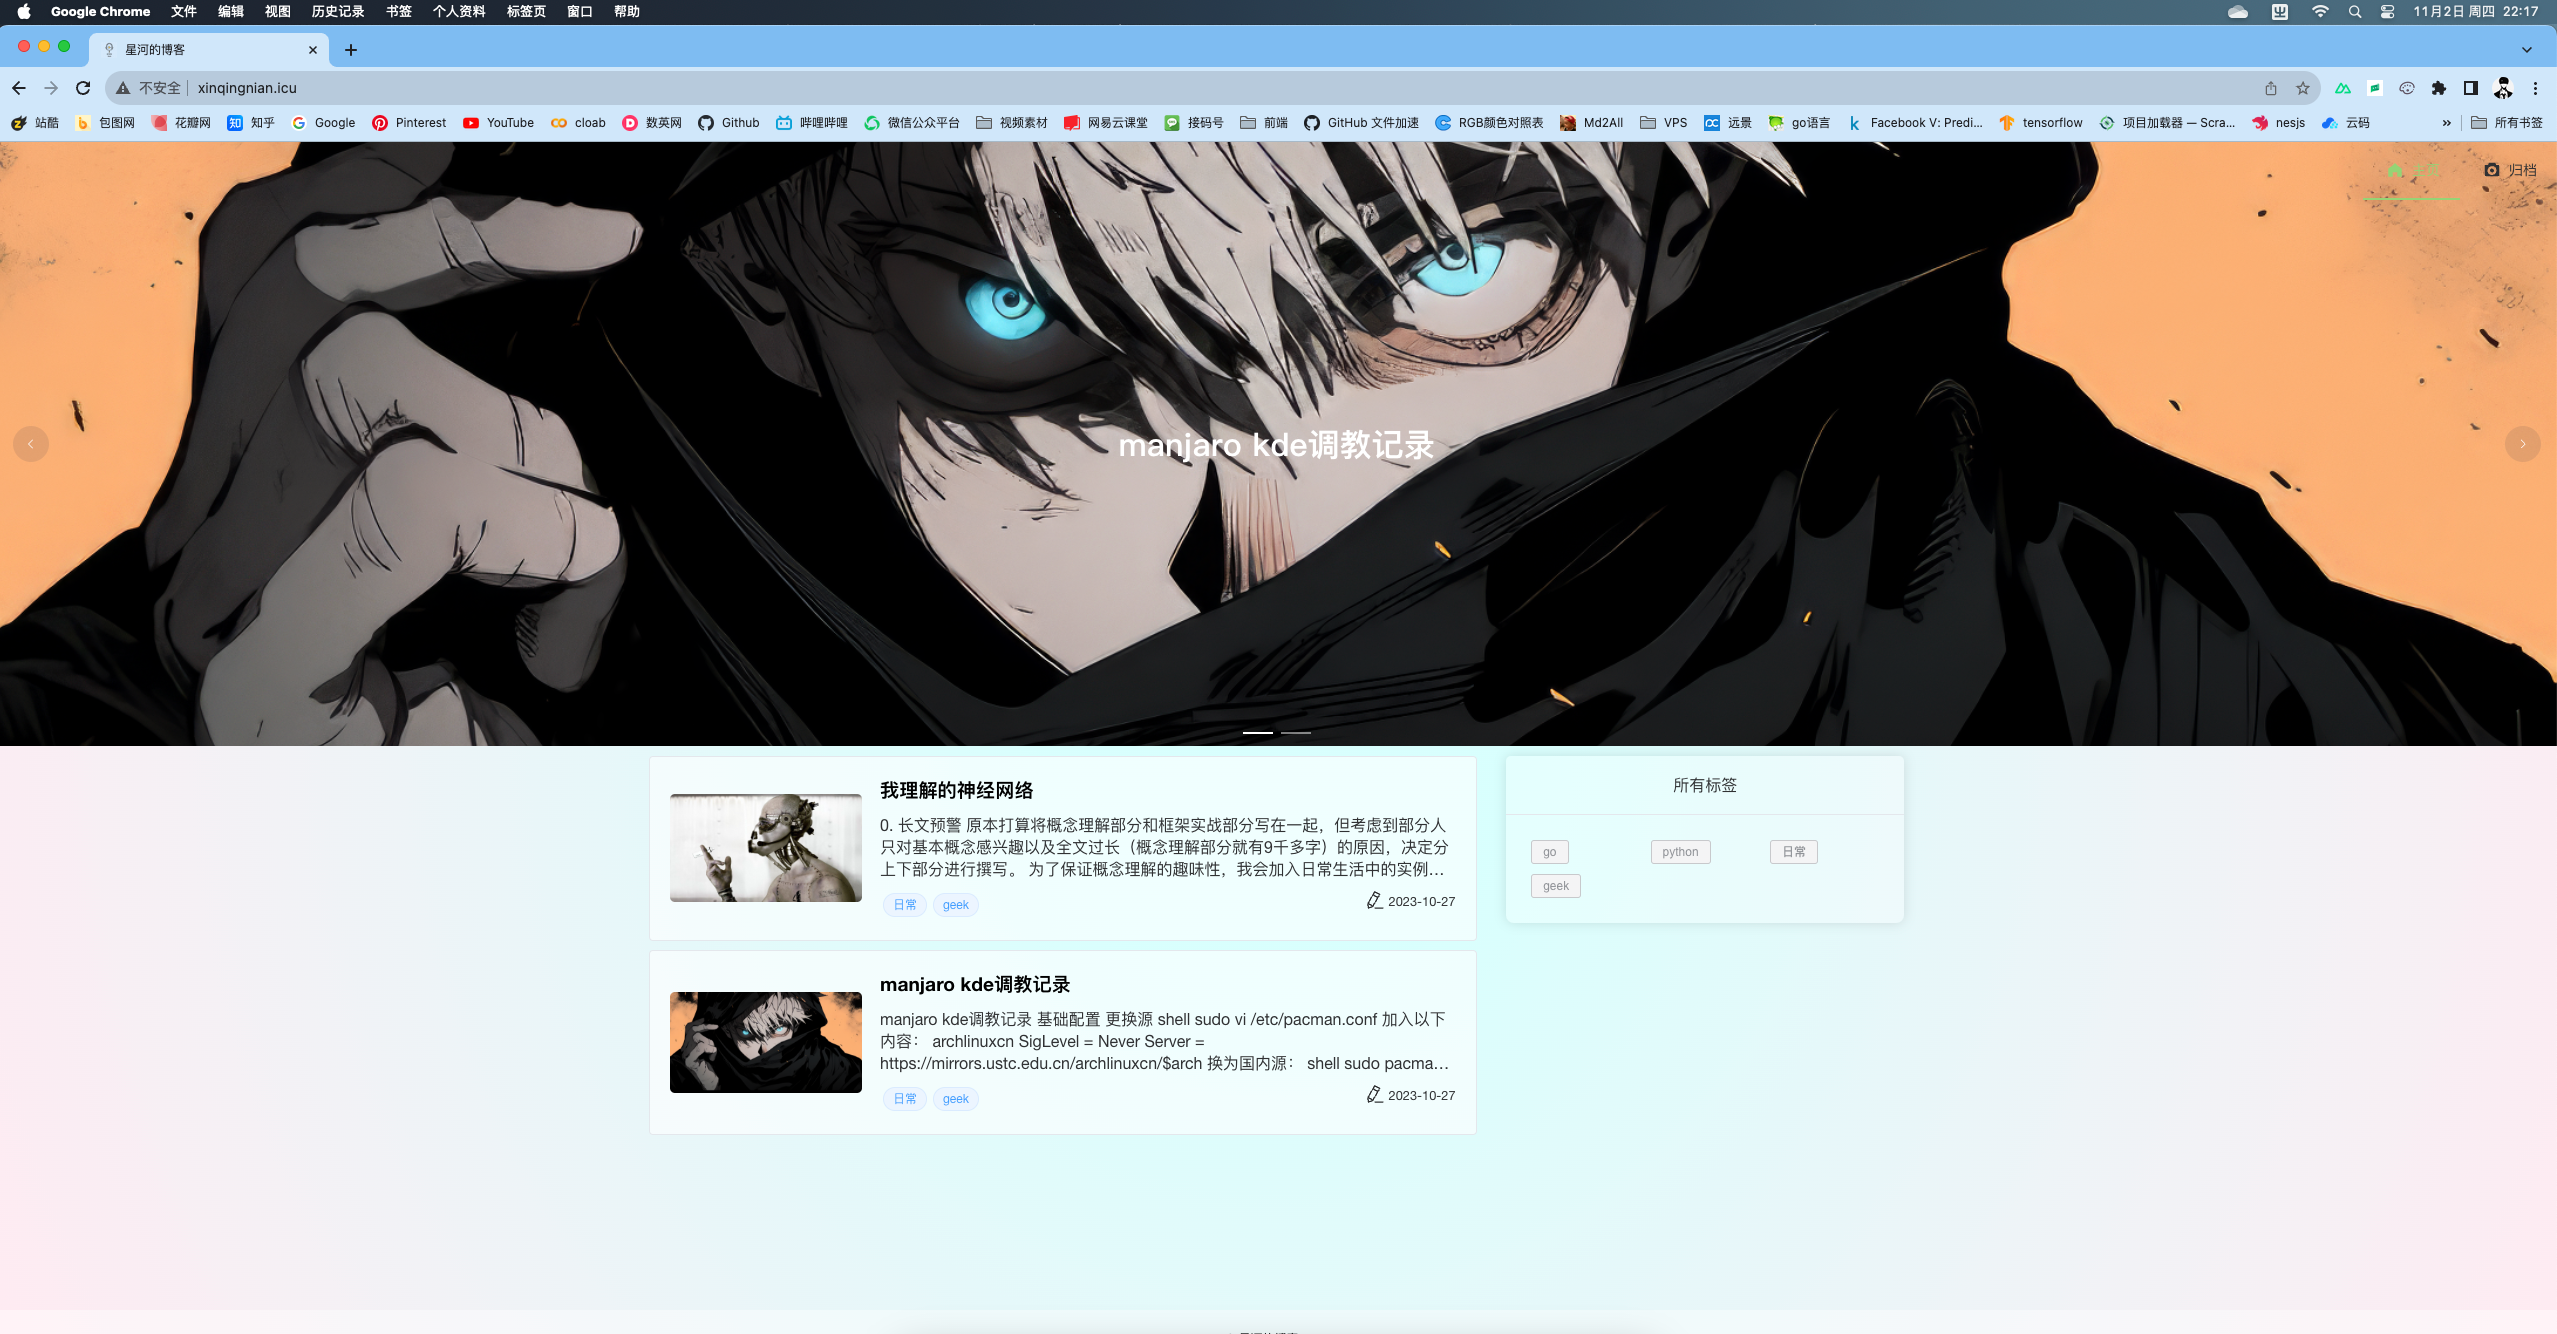 Google Chrome 文件 编辑 视图 历史记录 书签 个人资料 标签页 窗口 帮助 11月2日 周四 22:17
星河的博客
不安全 xinqingnian.icu
站酷 包图网 花瓣网 知乎 Google Pinterest YouTube cloab 数英网 Github 哔哩哔哩 微信公众平台 视频素材 网易云课堂 接码号 前端 GitHub 文件加速 RGB颜色对照表 Md2All VPS 远景 go语言 Facebook V: Predi... tensorflow 项目加载器 — Scra... nesjs 云码 » 所有书签
归档
manjaro kde调教记录
我理解的神经网络
0. 长文预警 原本打算将概念理解部分和框架实战部分写在一起，但考虑到部分人
只对基本概念感兴趣以及全文过长（概念理解部分就有9千多字）的原因，决定分
上下部分进行撰写。 为了保证概念理解的趣味性，我会加入日常生活中的实例...
日常 geek 2023-10-27
manjaro kde调教记录
manjaro kde调教记录 基础配置 更换源 shell sudo vi /etc/pacman.conf 加入以下
内容： archlinuxcn SigLevel = Never Server =
https://mirrors.ustc.edu.cn/archlinuxcn/$arch 换为国内源： shell sudo pacma...
日常 geek 2023-10-27
所有标签
go python 日常
geek